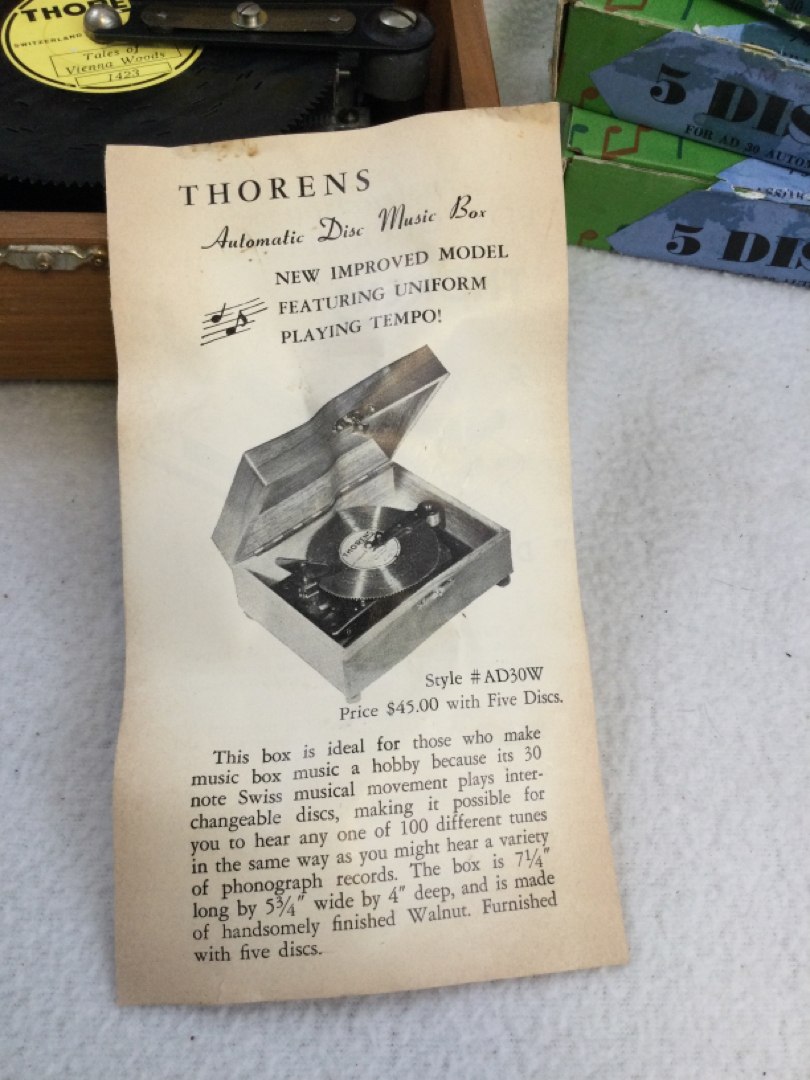 THORE
SWITZERLAND
Tales of
Vienna Woods
1423
5 DIS
FOR AD 30 AUTO
5 DIS
THORENS
Automatic Disc Music Box
NEW IMPROVED MODEL
FEATURING UNIFORM
PLAYING TEMPO!
THORENS
Style #AD30W
Price $45.00 with Five Discs.
This box is ideal for those who make
music box music a hobby because its 30
note Swiss musical movement plays inter-
changeable discs, making it possible for
you to hear any one of 100 different tunes
in the same way as you might hear a variety
of phonograph records. The box is 7¼"
long by 5¾" wide by 4" deep, and is made
of handsomely finished Walnut. Furnished
with five discs.